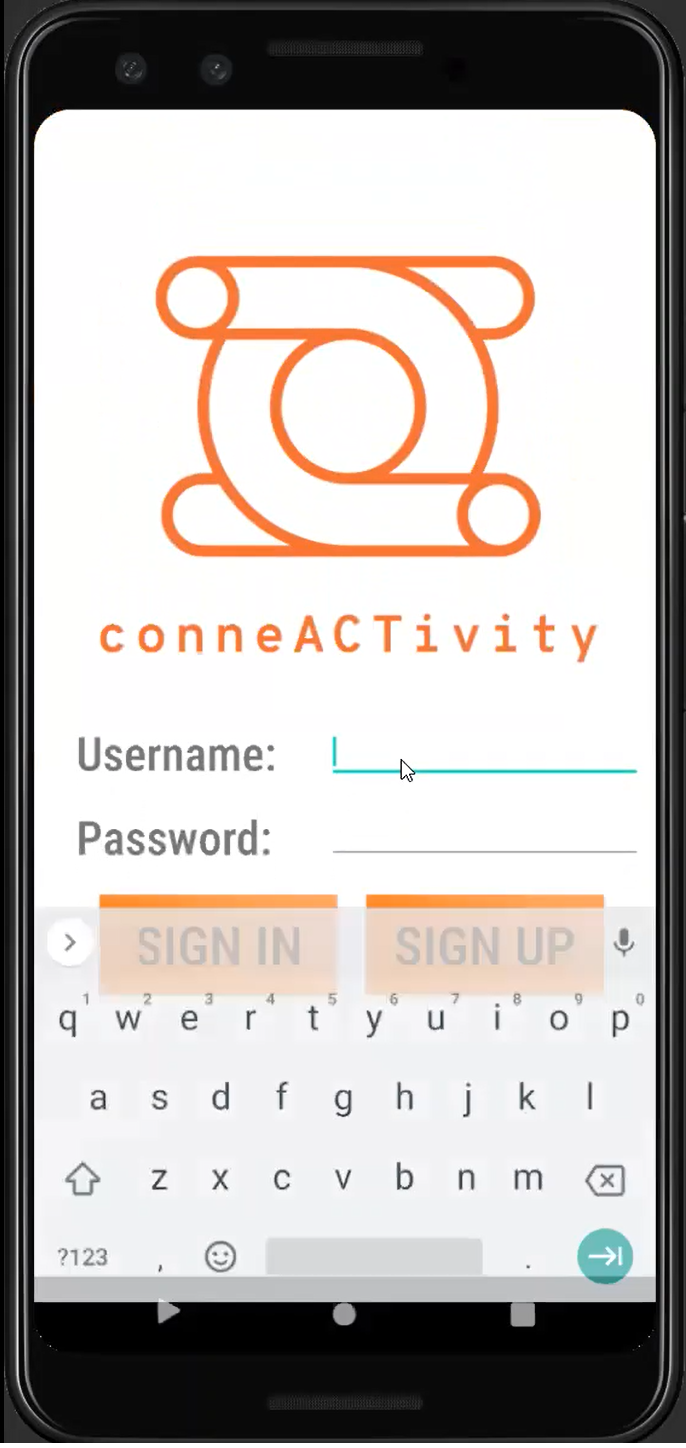 conneACTivity
Username:
Password:
SIGN IN SIGN UP
1 2 3 4 5 6 7 8 9 0
q w e r t y u i o p
a s d f g h j k l
z x c v b n m
?123 , .